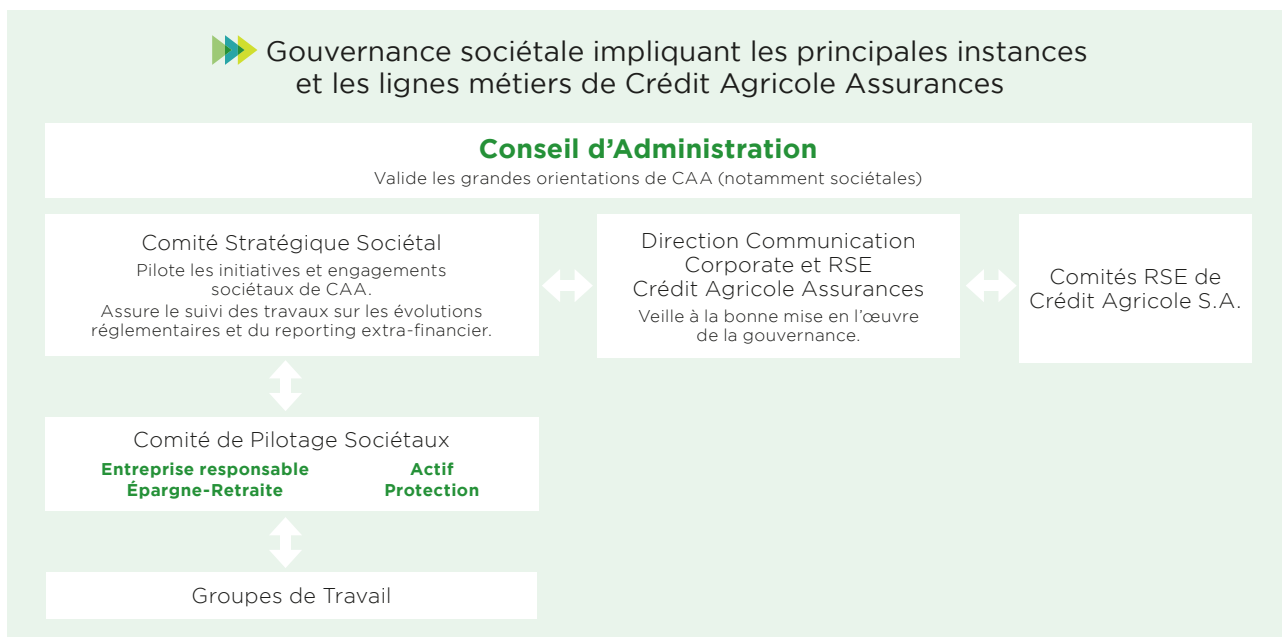 Gouvernance sociétale impliquant les principales instances
et les lignes métiers de Crédit Agricole Assurances
Conseil d'Administration
Valide les grandes orientations de CAA (notamment sociétales)
Comité Stratégique Sociétal
Pilote les initiatives et engagements
sociétaux de CAA.
Assure le suivi des travaux sur les évolutions
réglementaires et du reporting extra-financier.
Direction Communication
Corporate et RSE
Crédit Agricole Assurances
Veille à la bonne mise en l'œuvre
de la gouvernance.
Comités RSE de
Crédit Agricole S.A.
Comité de Pilotage Sociétaux
Entreprise responsable
Épargne-Retraite
Actif
Protection
Groupes de Travail